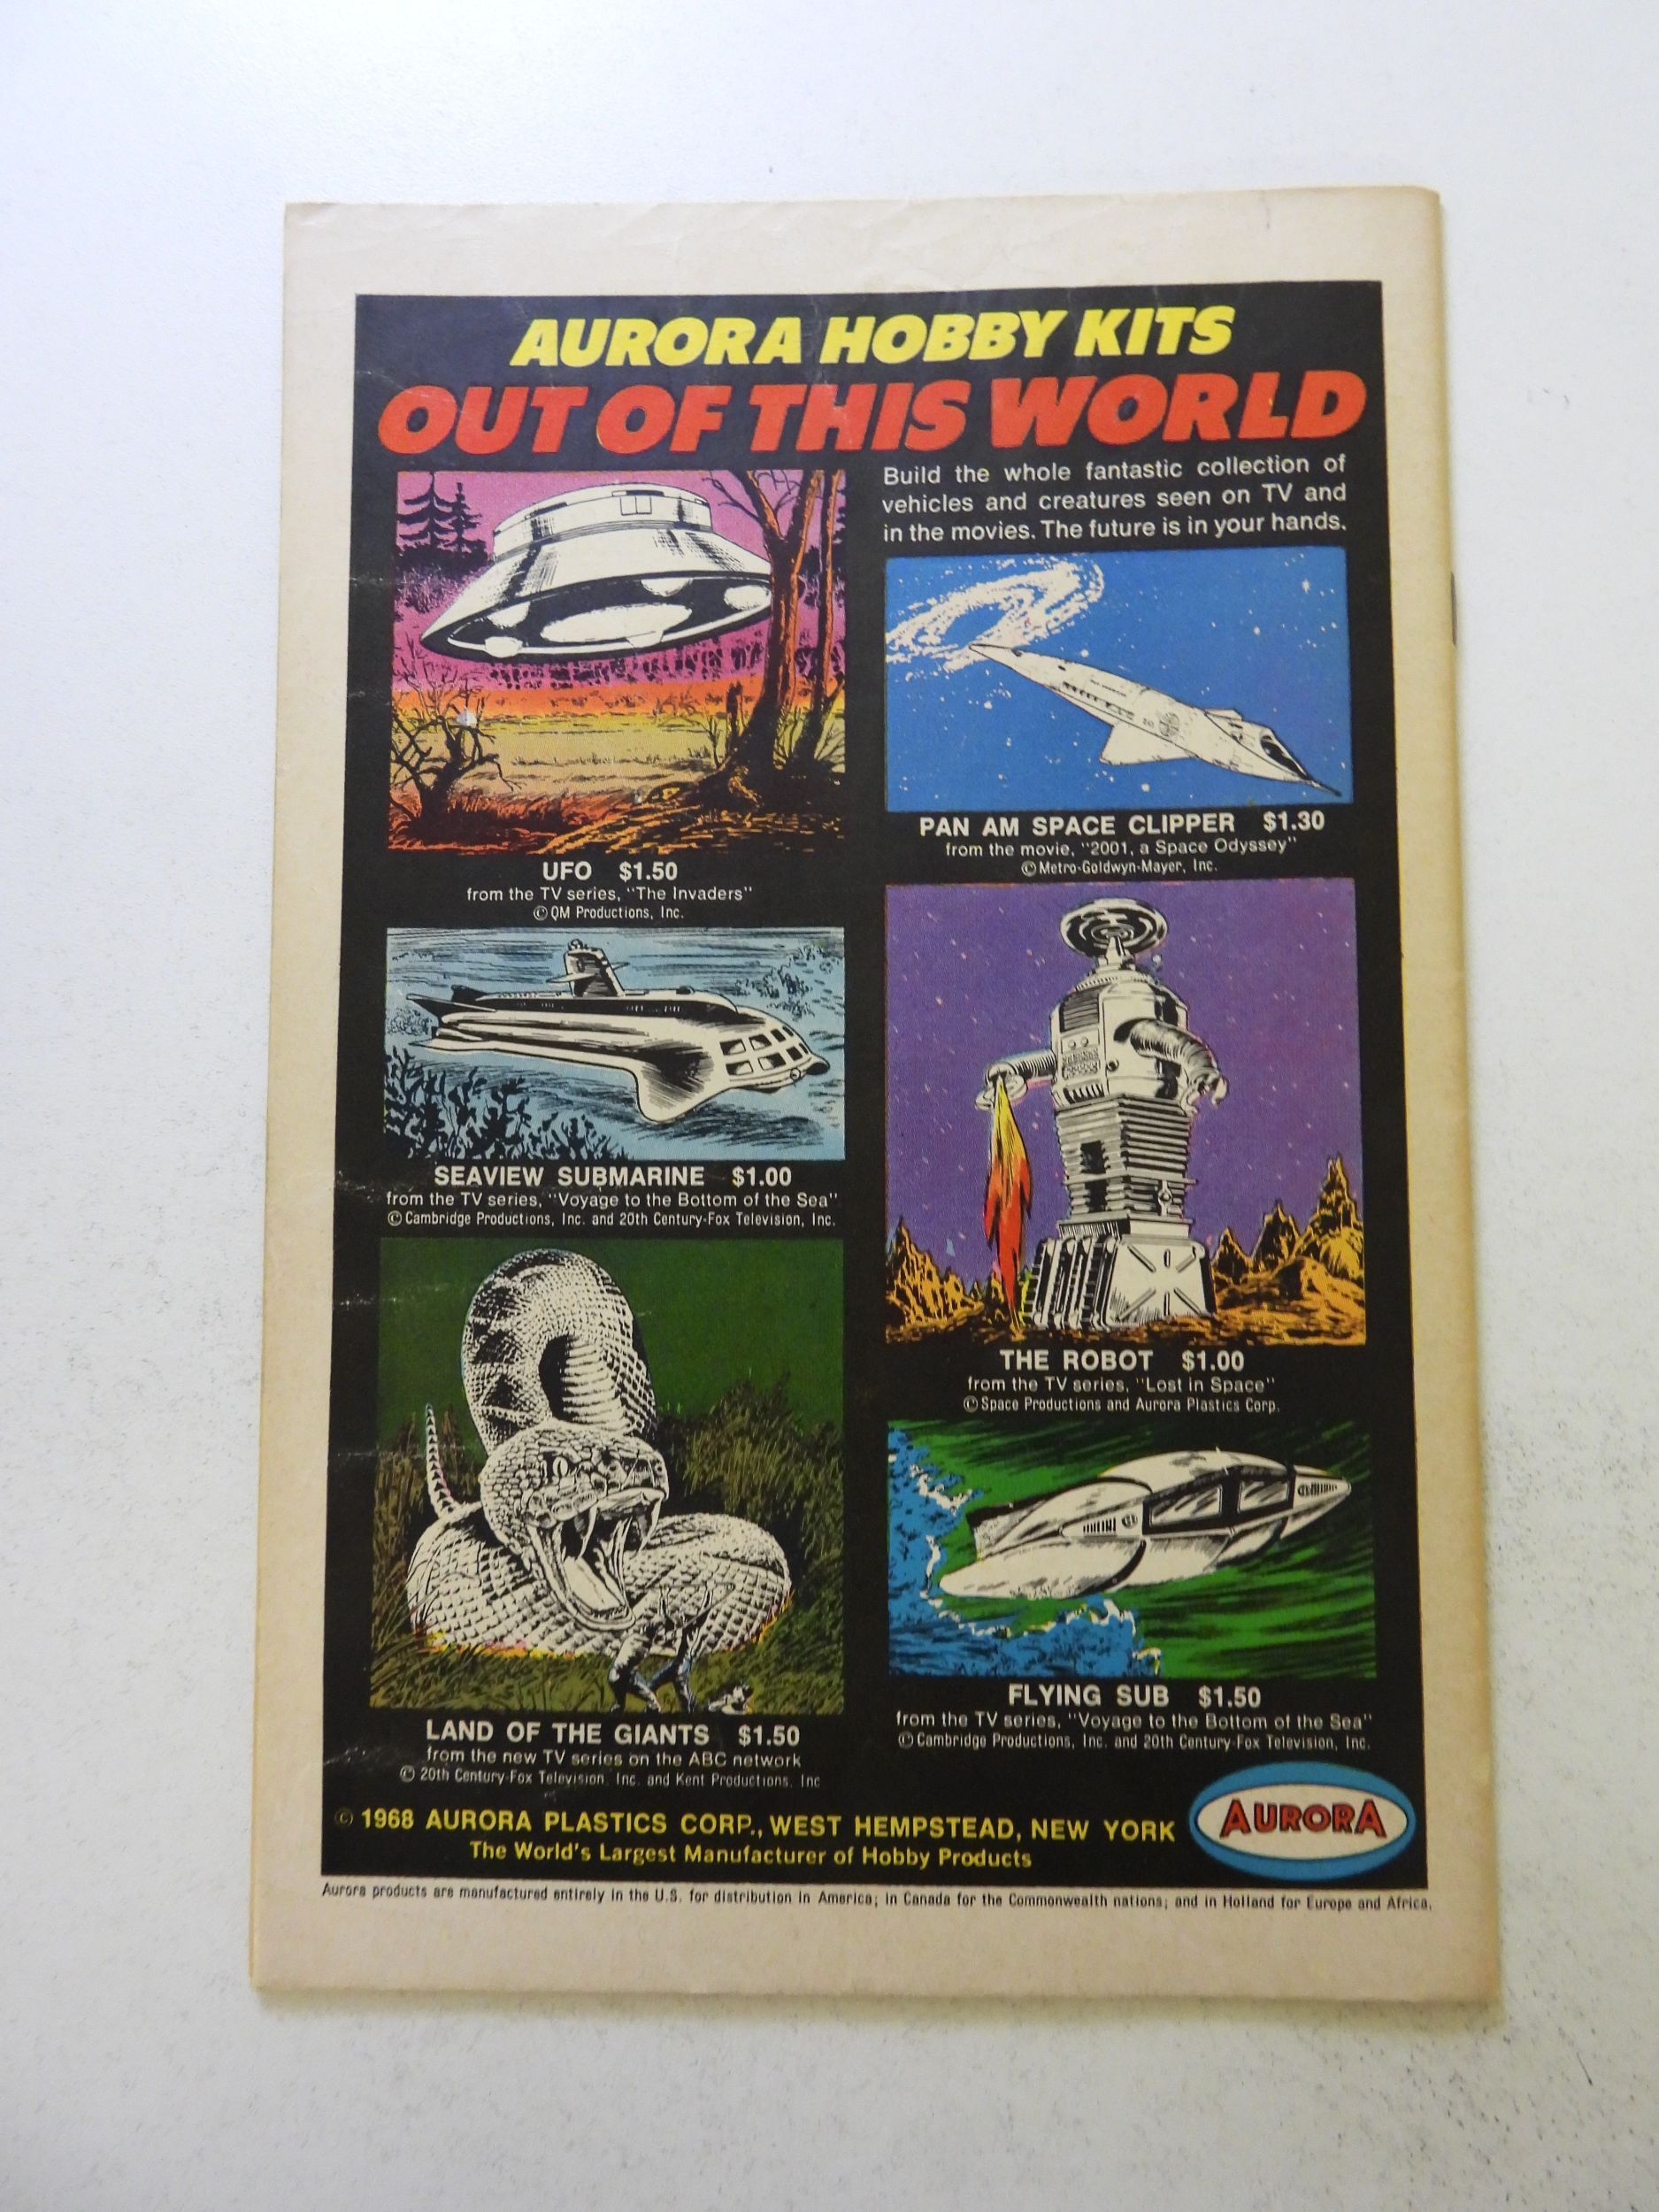 AURORA HOBBY KITS
OUT OF THIS WORLD
Build the whole fantastic collection of
vehicles and creatures seen on TV and
in the movies. The future is in your hands.
UFO $1.50
from the TV series, "The Invaders"
© QM Productions, Inc.
PAN AM SPACE CLIPPER $1.30
from the movie, "2001, a Space Odyssey"
© Metro-Goldwyn-Mayer, Inc.
SEAVIEW SUBMARINE $1.00
from the TV series, "Voyage to the Bottom of the Sea"
© Cambridge Productions, Inc. and 20th Century-Fox Television, Inc.
THE ROBOT $1.00
from the TV series, "Lost in Space"
© Space Productions and Aurora Plastics Corp.
LAND OF THE GIANTS $1.50
from the new TV series on the ABC network
© 20th Century-Fox Television, Inc. and Kent Productions, Inc
FLYING SUB $1.50
from the TV series, "Voyage to the Bottom of the Sea"
© Cambridge Productions, Inc. and 20th Century-Fox Television, Inc.
© 1968 AURORA PLASTICS CORP., WEST HEMPSTEAD, NEW YORK
The World's Largest Manufacturer of Hobby Products
AURORA
Aurora products are manufactured entirely in the U.S. for distribution in America; in Canada for the Commonwealth nations; and in Holland for Europe and Africa.